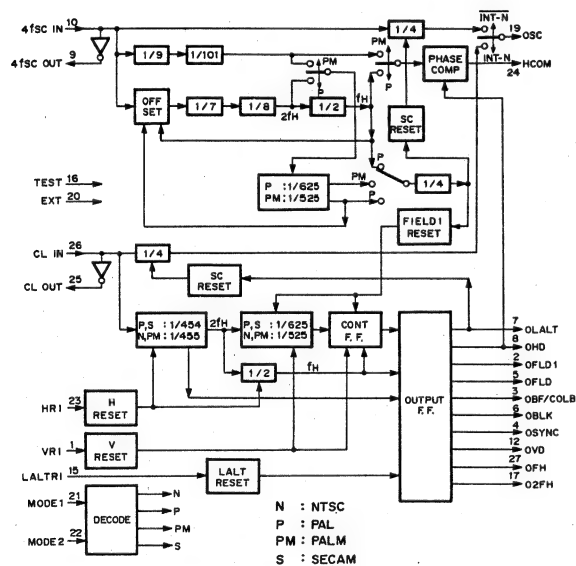 4fSC IN 10
1/4
INT-N
19 OSC
9
4fSC OUT
1/9
1/101
PM
PM
P
P
PHASE COMP
INT-N
HCOM
24
OFF SET
1/7
1/8
2fH
1/2
fH
SC RESET
TEST 16
EXT 20
P : 1/625
PM : 1/525
PM
P
P
1/4
FIELD1 RESET
26
CL IN
1/4
CL OUT 25
SC RESET
7 OLALT
8 OHD
2 OFLD1
5 OFLD
3 OBF/COLB
6 OBLK
4 OSYNC
12 OVD
27 OFH
17 O2FH
P,S : 1/454
N,PM : 1/455
2fH
P,S : 1/625
N,PM : 1/525
CONT F.F.
1/2
fH
OUTPUT F.F.
HRI 23
H RESET
VRI 1
V RESET
LALTRI 15
LALT RESET
MODE1 21
MODE2 22
DECODE
N
P
PM
S
N : NTSC
P : PAL
PM : PALM
S : SECAM